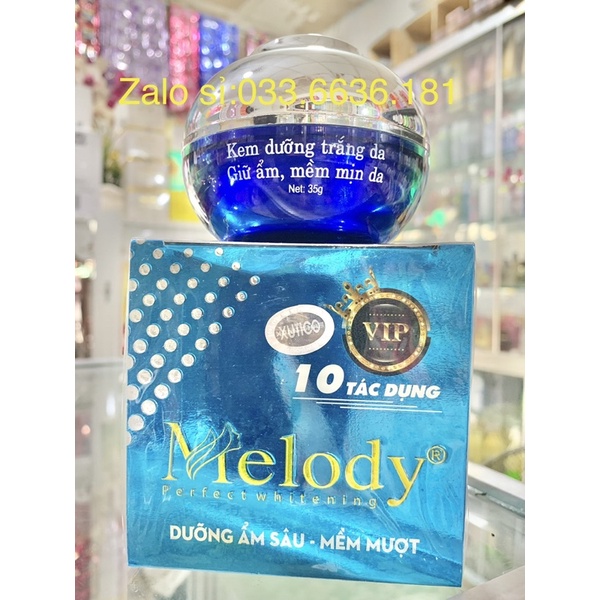 Zalo sỉ:033.6636.181
Kem dưỡng trắng da
Giữ ẩm, mềm mịn da
Net: 35g
XUTICO
VIP
10 TÁC DỤNG
Melody®
Perfect whitening
DƯỠNG ẨM SÂU - MỀM MƯỢT